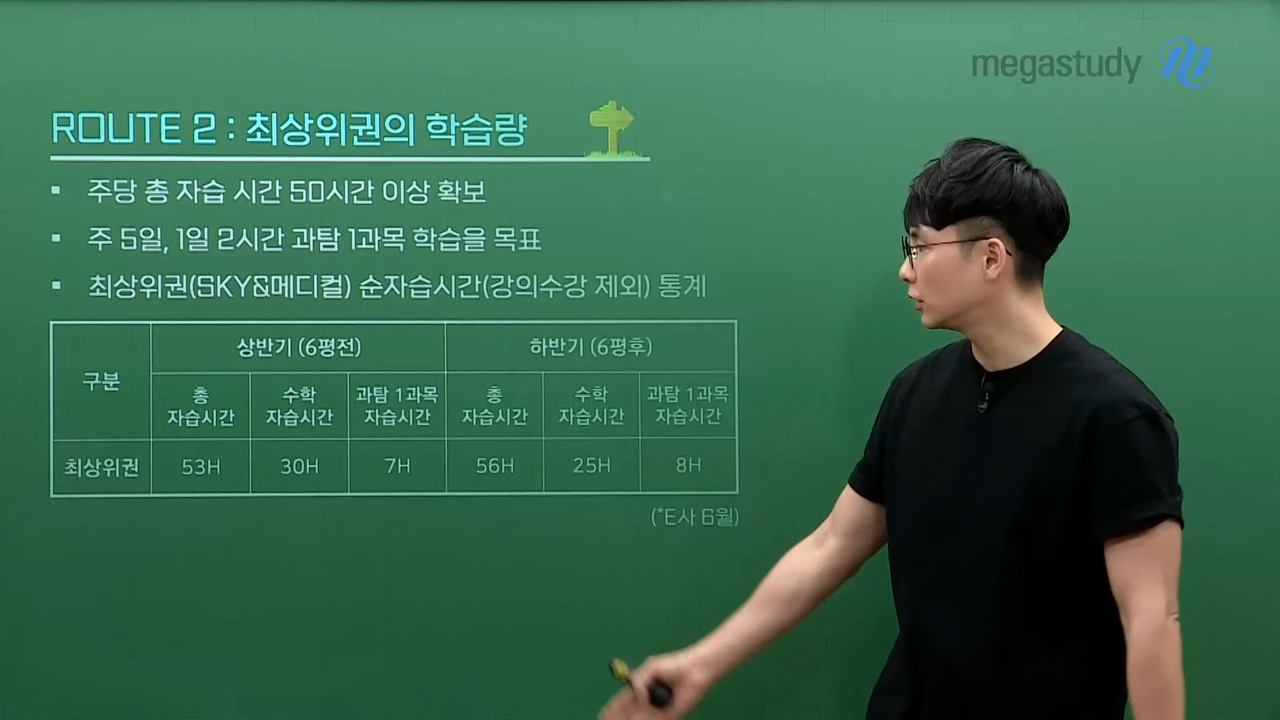 megastudy
ROUTE 2 : 최상위권의 학습량
▪ 주당 총 자습 시간 50시간 이상 확보
▪ 주 5일, 1일 2시간 과탐 1과목 학습을 목표
▪ 최상위권(SKY&메디컬) 순자습시간(강의수강 제외) 통계
구분 상반기 (6평전) 하반기 (6평후)
총 수학 과탐 1과목 총 수학 과탐 1과목
자습시간 자습시간 자습시간 자습시간 자습시간 자습시간
최상위권 53H 30H 7H 56H 25H 8H
(*E사 6월)